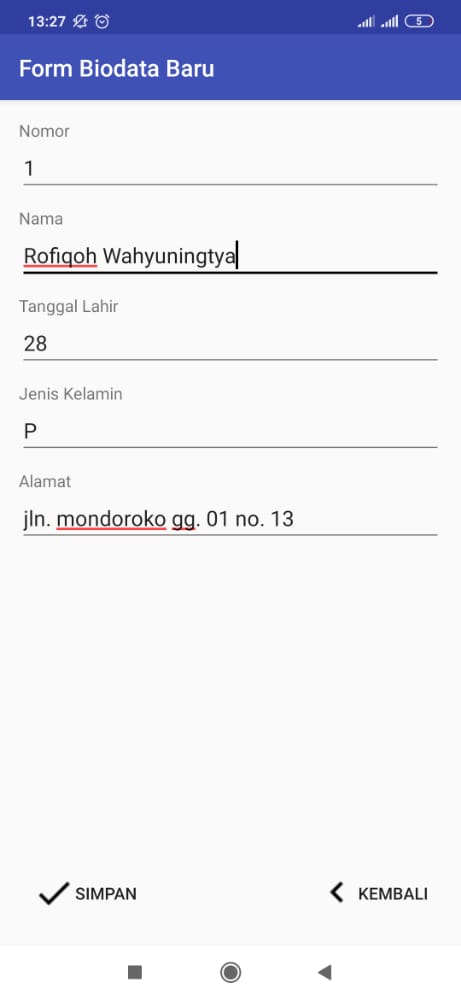 13:27 5
Form Biodata Baru
Nomor
1
Nama
Rofiqoh Wahyuningtya
Tanggal Lahir
28
Jenis Kelamin
P
Alamat
jln. mondoroko gg. 01 no. 13
SIMPAN KEMBALI